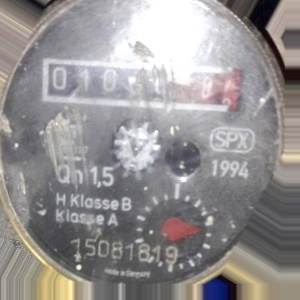 010
SPX
Qn 1,5
1994
H Klasse B
Klasse A
15081819
made in Germany